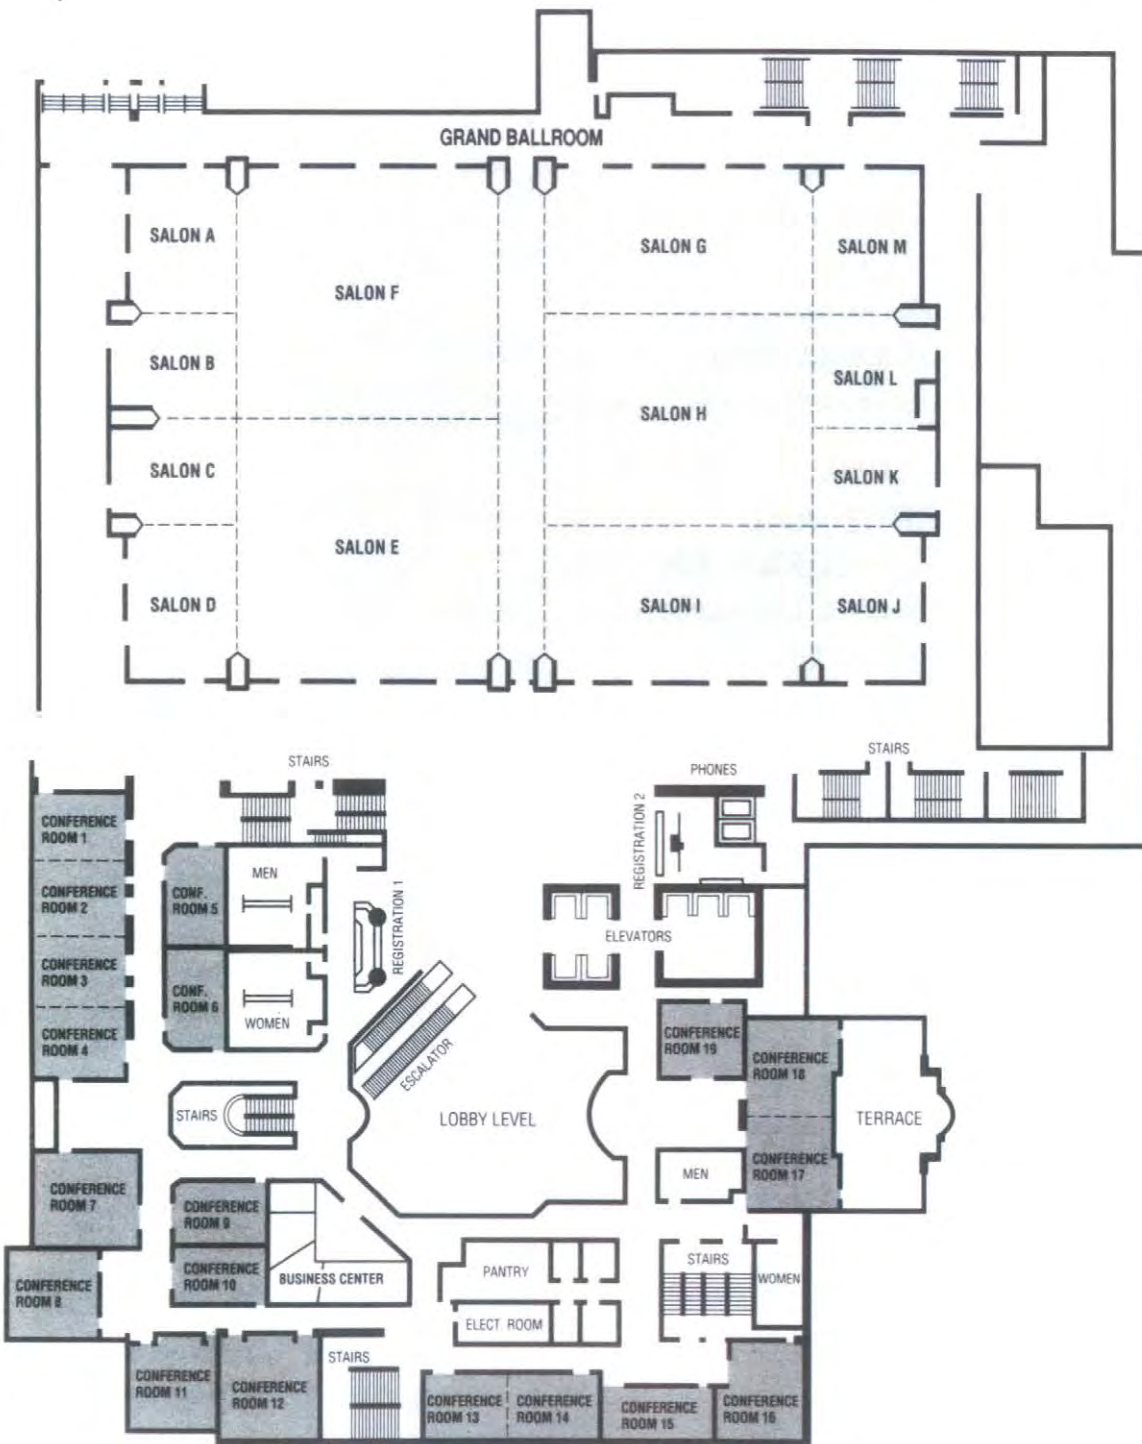 GRAND BALLROOM
SALON A
SALON G
SALON M
SALON F
SALON B
SALON L
SALON H
SALON C
SALON K
SALON E
SALON D
SALON I
SALON J
STAIRS
STAIRS
PHONES
REGISTRATION 2
CONFERENCE
ROOM 1
MEN
CONFERENCE
ROOM 2
CONF.
ROOM 5
REGISTRATION 1
ELEVATORS
CONFERENCE
ROOM 3
CONF.
ROOM 6
WOMEN
CONFERENCE
ROOM 4
CONFERENCE
ROOM 19
CONFERENCE
ROOM 18
ESCALATOR
STAIRS
LOBBY LEVEL
TERRACE
CONFERENCE
ROOM 17
MEN
CONFERENCE
ROOM 7
CONFERENCE
ROOM 9
CONFERENCE
ROOM 8
CONFERENCE
ROOM 10
BUSINESS CENTER
PANTRY
STAIRS
WOMEN
ELECT. ROOM
STAIRS
CONFERENCE
ROOM 11
CONFERENCE
ROOM 12
CONFERENCE
ROOM 13
CONFERENCE
ROOM 14
CONFERENCE
ROOM 15
CONFERENCE
ROOM 16